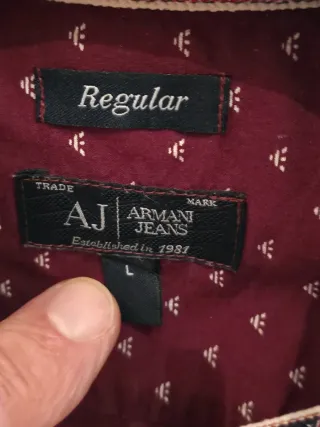 Regular
TRADE MARK
AJ ARMANI
JEANS
Established in 1981
L